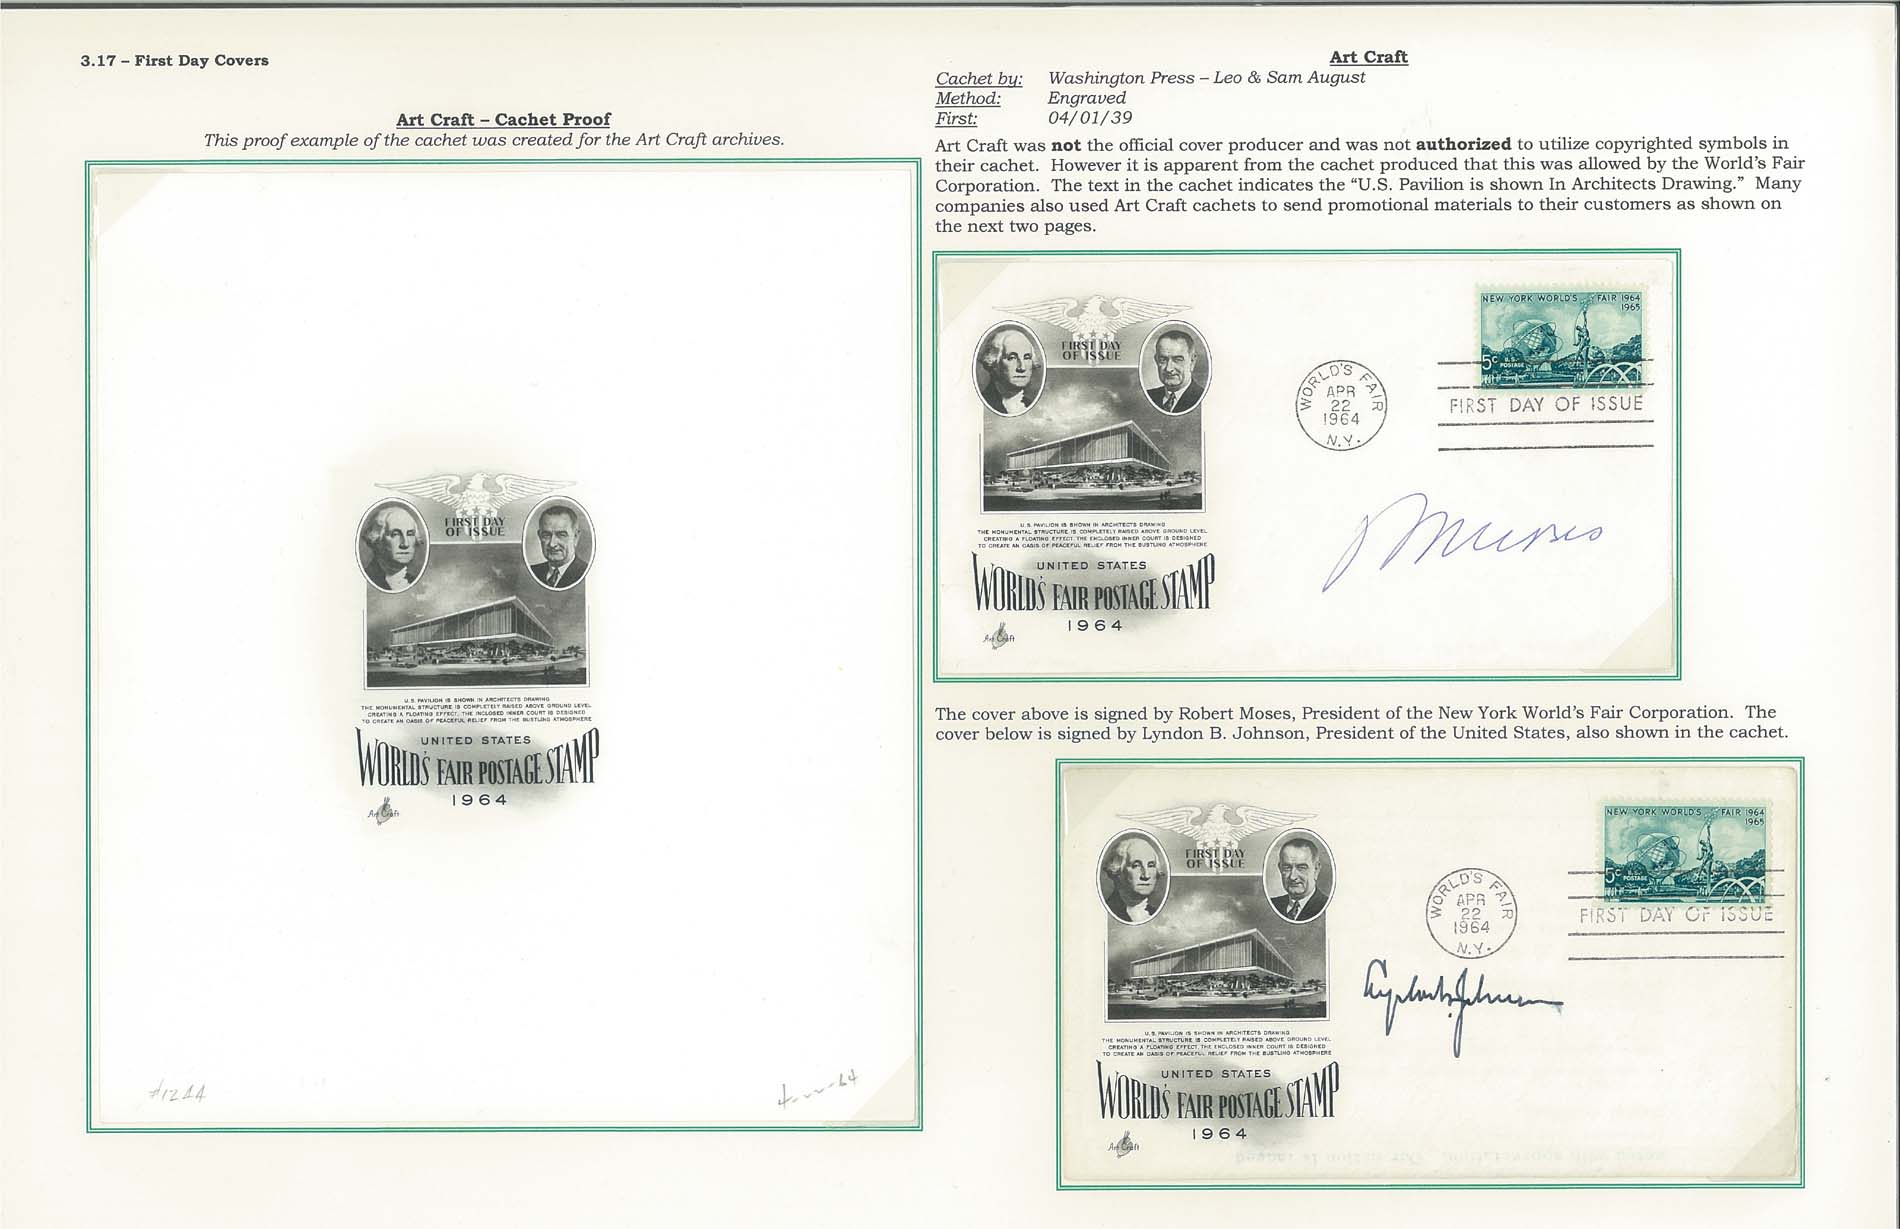 3.17 – First Day Covers
Art Craft – Cachet Proof
This proof example of the cachet was created for the Art Craft archives.
FIRST DAY
OF ISSUE
U.S. PAVILION IS SHOWN IN ARCHITECTS DRAWING
THE MONUMENTAL STRUCTURE IS COMPLETELY RAISED ABOVE GROUND LEVEL
CREATING A FLOATING EFFECT. THE INCLOSED INNER COURT IS DESIGNED
TO CREATE AN OASIS OF PEACEFUL RELIEF FROM THE BUSTLING ATMOSPHERE
UNITED STATES
WORLD'S FAIR POSTAGE STAMP
1964
Art Craft
#1244
Art Craft
Cachet by: Washington Press – Leo & Sam August
Method: Engraved
First: 04/01/39
Art Craft was not the official cover producer and was not authorized to utilize copyrighted symbols in
their cachet. However it is apparent from the cachet produced that this was allowed by the World's Fair
Corporation. The text in the cachet indicates the “U.S. Pavilion is shown In Architects Drawing.” Many
companies also used Art Craft cachets to send promotional materials to their customers as shown on
the next two pages.
FIRST DAY
OF ISSUE
U.S. PAVILION IS SHOWN IN ARCHITECTS DRAWING
THE MONUMENTAL STRUCTURE IS COMPLETELY RAISED ABOVE GROUND LEVEL
CREATING A FLOATING EFFECT. THE ENCLOSED INNER COURT IS DESIGNED
TO CREATE AN OASIS OF PEACEFUL RELIEF FROM THE BUSTLING ATMOSPHERE
UNITED STATES
WORLD'S FAIR POSTAGE STAMP
1964
Art Craft
WORLD'S FAIR
APR
22
1964
N.Y.
NEW YORK WORLD'S FAIR 1964
1965
5c U.S.
POSTAGE
FIRST DAY OF ISSUE
RMoses
The cover above is signed by Robert Moses, President of the New York World's Fair Corporation. The
cover below is signed by Lyndon B. Johnson, President of the United States, also shown in the cachet.
FIRST DAY
OF ISSUE
U.S. PAVILION IS SHOWN IN ARCHITECTS DRAWING
THE MONUMENTAL STRUCTURE IS COMPLETELY RAISED ABOVE GROUND LEVEL
CREATING A FLOATING EFFECT. THE ENCLOSED INNER COURT IS DESIGNED
TO CREATE AN OASIS OF PEACEFUL RELIEF FROM THE BUSTLING ATMOSPHERE
UNITED STATES
WORLD'S FAIR POSTAGE STAMP
1964
Art Craft
WORLD'S FAIR
APR
22
1964
N.Y.
NEW YORK WORLD'S FAIR 1964
1965
5c U.S.
POSTAGE
FIRST DAY OF ISSUE
Lyndon B. Johnson